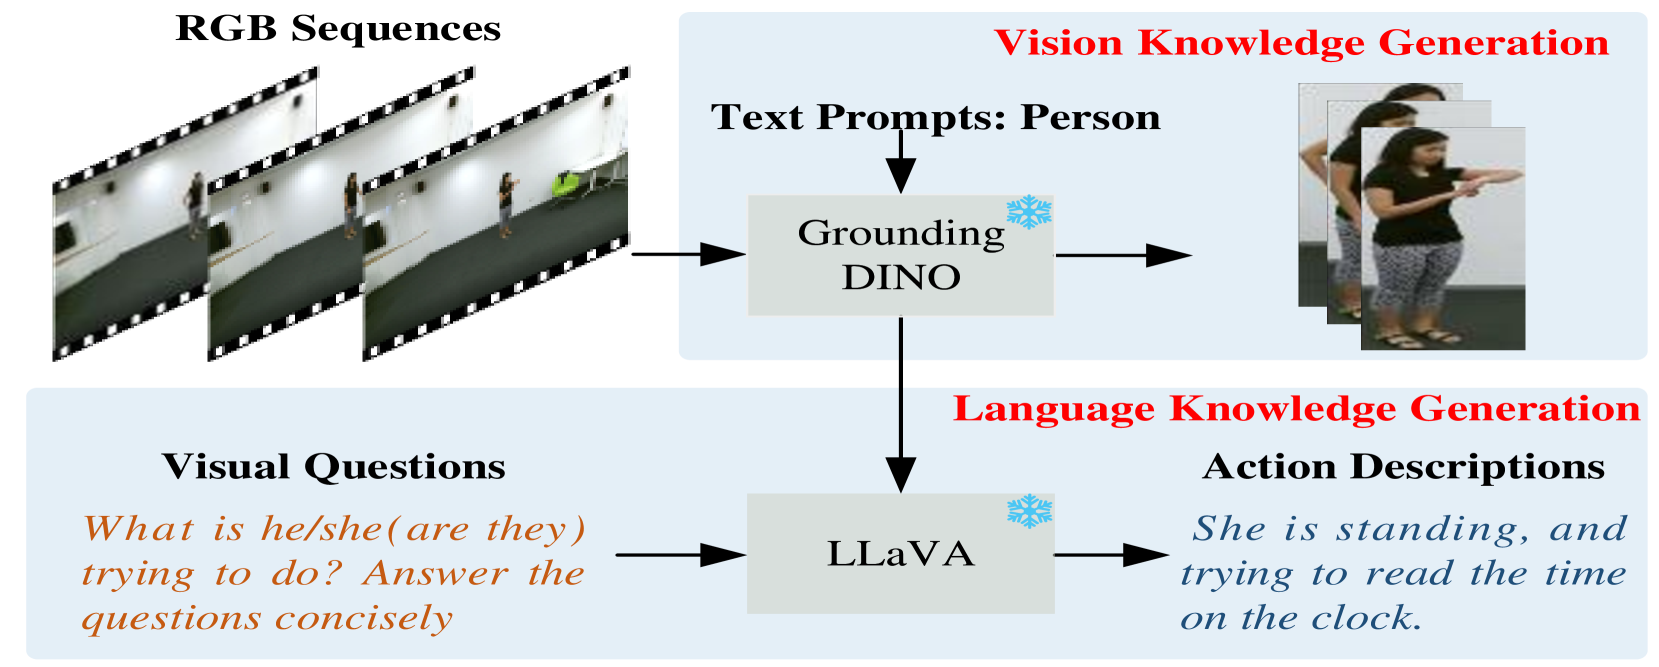 RGB Sequences
Vision Knowledge Generation
Text Prompts: Person
Grounding
DINO
Language Knowledge Generation
Visual Questions
What is he/she(are they)
trying to do? Answer the
questions concisely
LLaVA
Action Descriptions
She is standing, and
trying to read the time
on the clock.